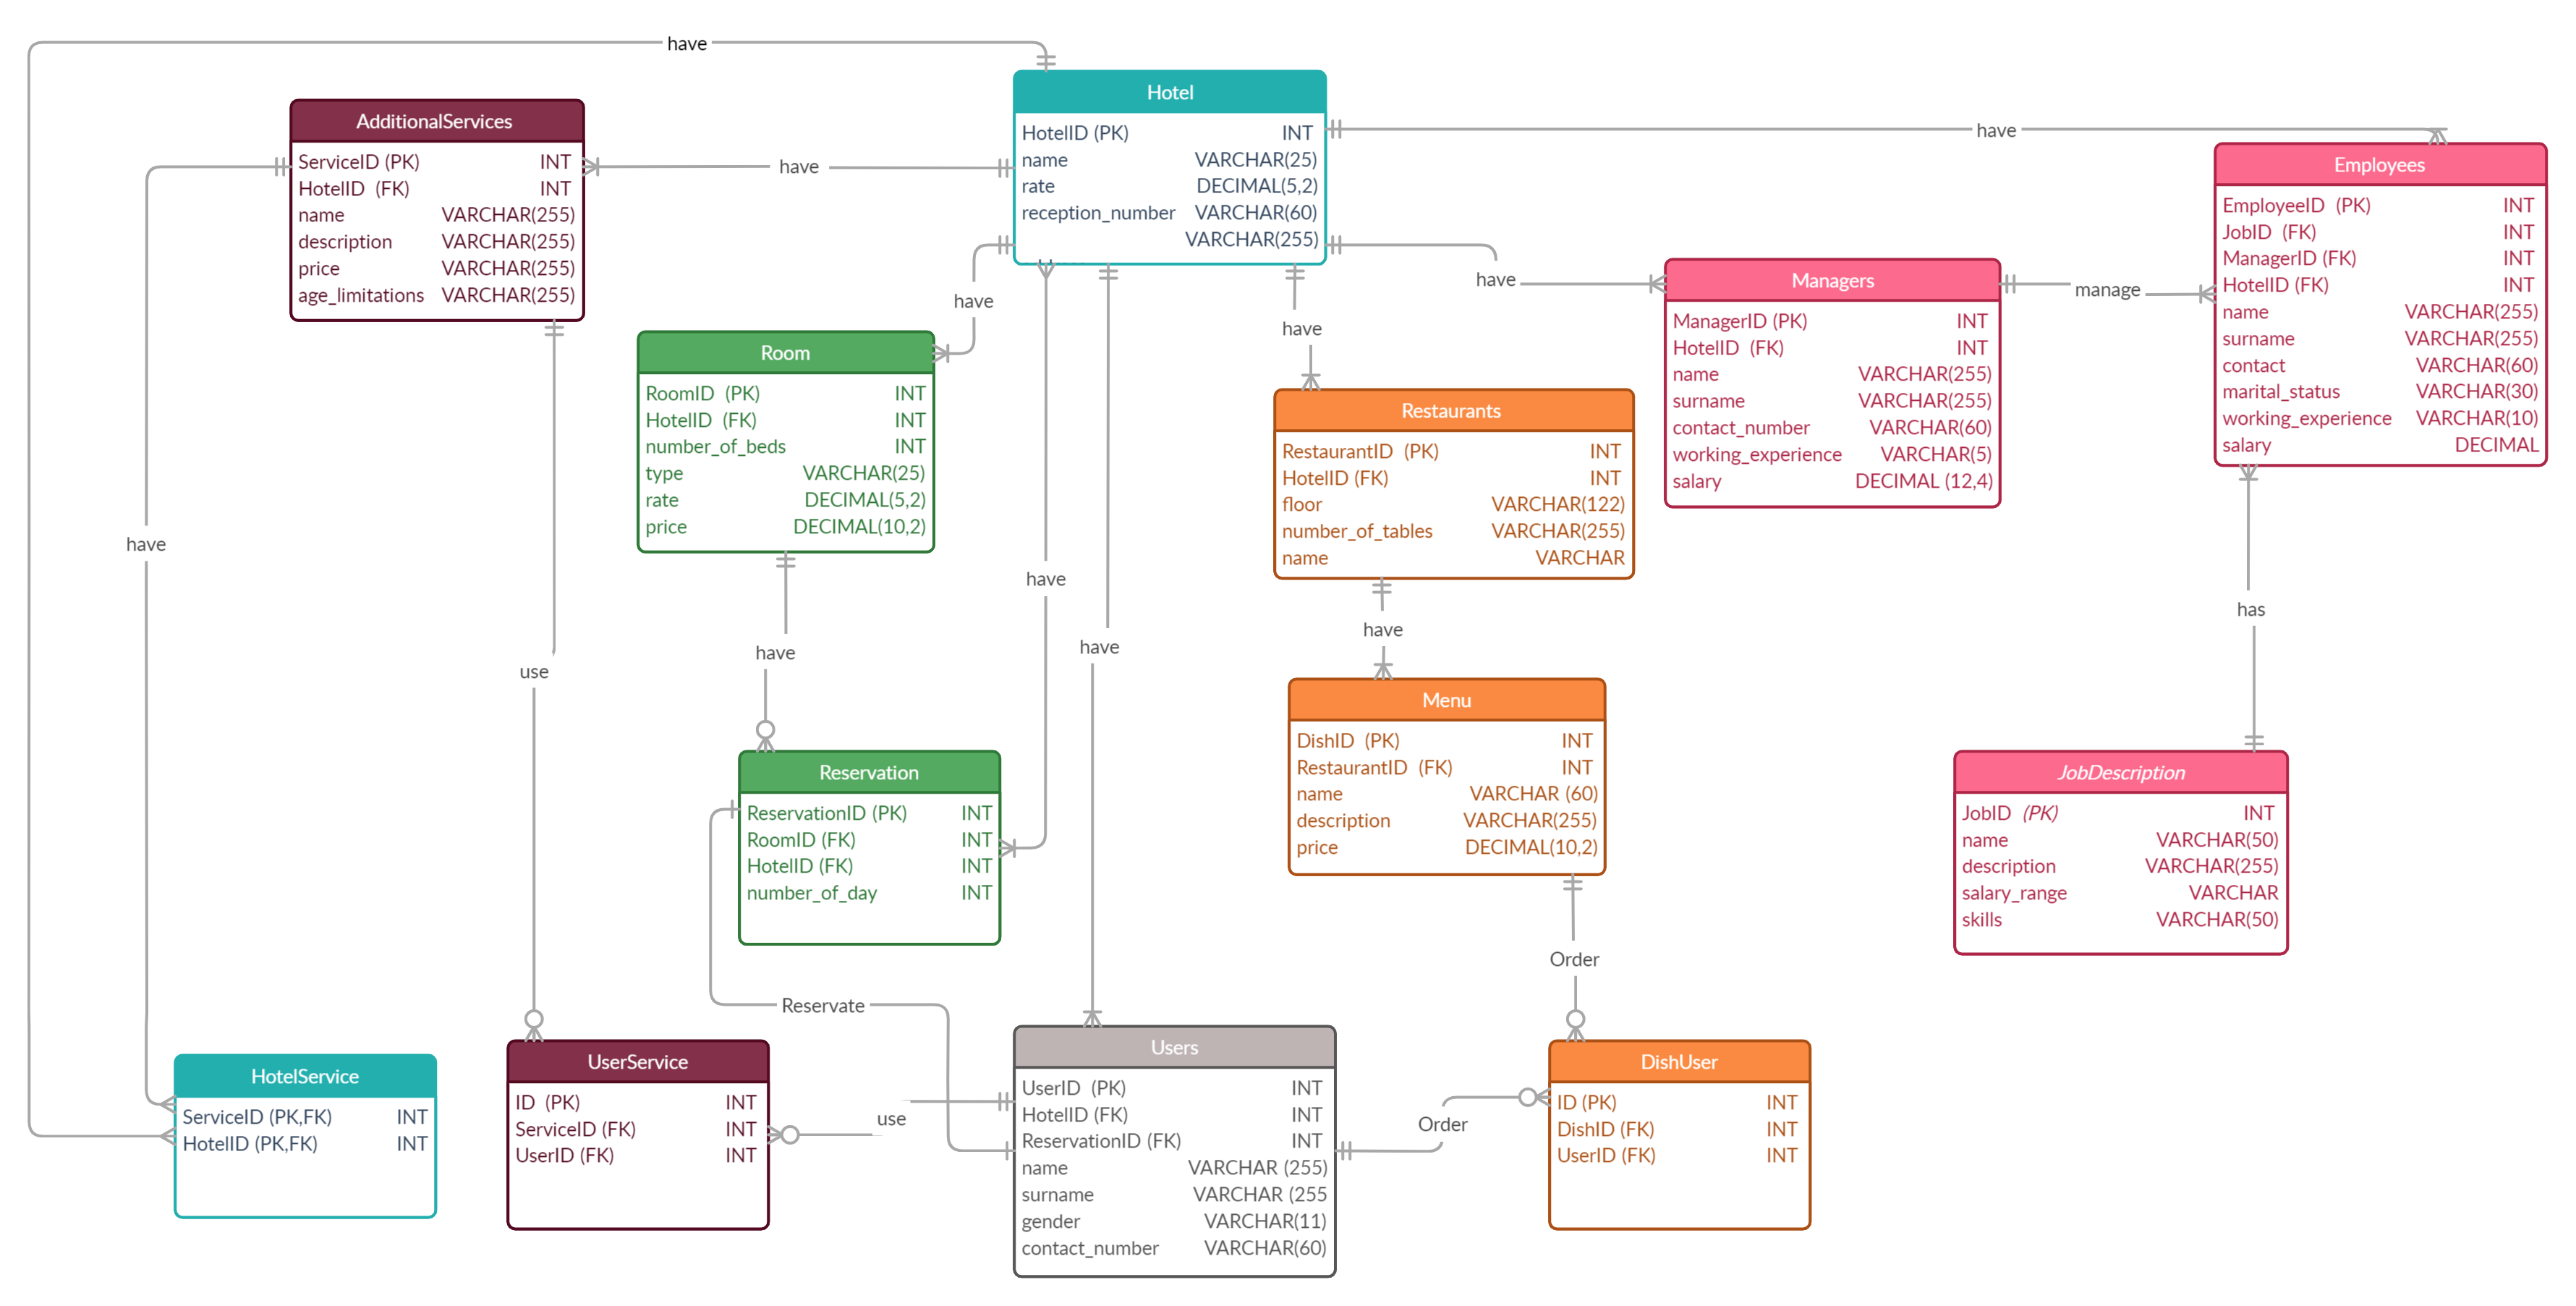 have
Hotel
HotelID (PK) INT
name VARCHAR(25)
rate DECIMAL(5,2)
reception_number VARCHAR(60)
VARCHAR(255)
AdditionalServices
ServiceID (PK) INT
HotelID (FK) INT
name VARCHAR(255)
description VARCHAR(255)
price VARCHAR(255)
age_limitations VARCHAR(255)
have
have
Employees
EmployeeID (PK) INT
JobID (FK) INT
ManagerID (FK) INT
HotelID (FK) INT
name VARCHAR(255)
surname VARCHAR(255)
contact VARCHAR(60)
marital_status VARCHAR(30)
working_experience VARCHAR(10)
salary DECIMAL
have
Managers
ManagerID (PK) INT
HotelID (FK) INT
name VARCHAR(255)
surname VARCHAR(255)
contact_number VARCHAR(60)
working_experience VARCHAR(5)
salary DECIMAL (12,4)
manage
have
Room
RoomID (PK) INT
HotelID (FK) INT
number_of_beds INT
type VARCHAR(25)
rate DECIMAL(5,2)
price DECIMAL(10,2)
have
Restaurants
RestaurantID (PK) INT
HotelID (FK) INT
floor VARCHAR(122)
number_of_tables VARCHAR(255)
name VARCHAR
have
have
has
have
have
have
use
Menu
DishID (PK) INT
RestaurantID (FK) INT
name VARCHAR (60)
description VARCHAR(255)
price DECIMAL(10,2)
Reservation
ReservationID (PK) INT
RoomID (FK) INT
HotelID (FK) INT
number_of_day INT
JobDescription
JobID (PK) INT
name VARCHAR(50)
description VARCHAR(255)
salary_range VARCHAR
skills VARCHAR(50)
Order
Reservate
HotelService
ServiceID (PK,FK) INT
HotelID (PK,FK) INT
UserService
ID (PK) INT
ServiceID (FK) INT
UserID (FK) INT
use
Users
UserID (PK) INT
HotelID (FK) INT
ReservationID (FK) INT
name VARCHAR (255)
surname VARCHAR (255
gender VARCHAR(11)
contact_number VARCHAR(60)
Order
DishUser
ID (PK) INT
DishID (FK) INT
UserID (FK) INT